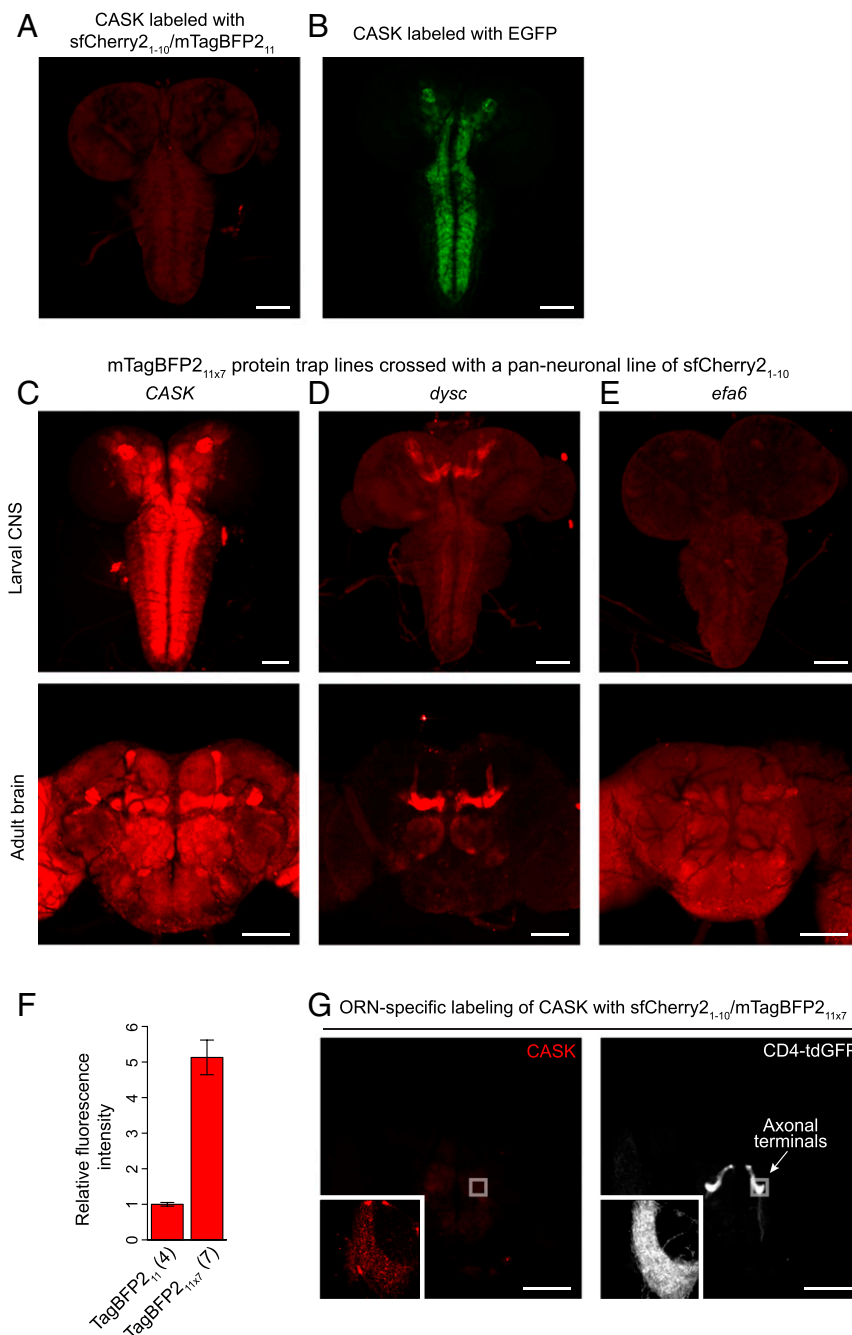 A
CASK labeled with
sfCherry2₁₋₁₀/mTagBFP2₁₁
B
CASK labeled with EGFP
mTagBFP2₁₁ₓ₇ protein trap lines crossed with a pan-neuronal line of sfCherry2₁₋₁₀
C
CASK
D
dysc
E
efa6
Larval CNS
Adult brain
F
Relative fluorescence
intensity
6
5
4
3
2
1
0
TagBFP2₁₁ (4)
TagBFP2₁₁ₓ₇ (7)
G
ORN-specific labeling of CASK with sfCherry2₁₋₁₀/mTagBFP2₁₁ₓ₇
CASK
CD4-tdGFP
Axonal
terminals